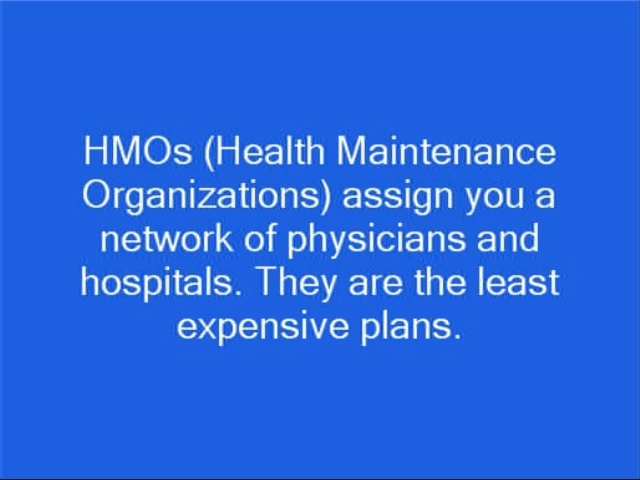 HMOs (Health Maintenance
Organizations) assign you a
network of physicians and
hospitals. They are the least
expensive plans.